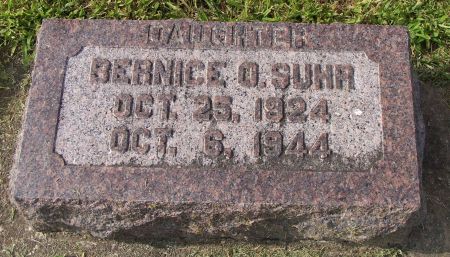 DAUGHTER
BERNICE O. SUHR
OCT. 25, 1924
OCT. 6, 1944